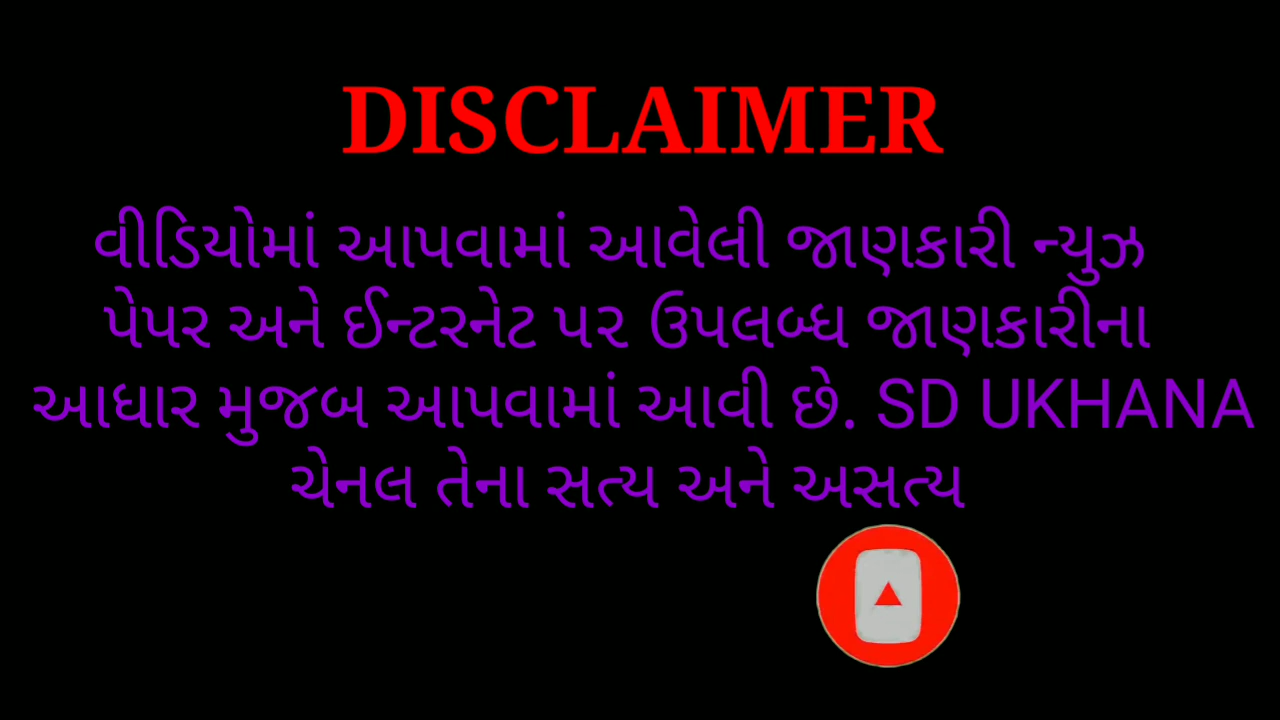 DISCLAIMER
વીડિયોમાં આપવામાં આવેલી જાણકારી ન્યુઝ
પેપર અને ઈન્ટરનેટ પર ઉપલબ્ધ જાણકારીના
આધાર મુજબ આપવામાં આવી છે. SD UKHANA
ચેનલ તેના સત્ય અને અસત્ય